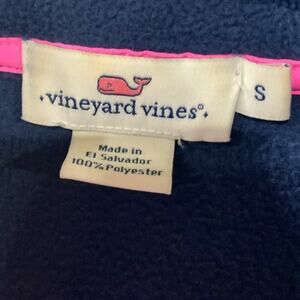 vineyard vines®
S
Made in
El Salvador
100% Polyester